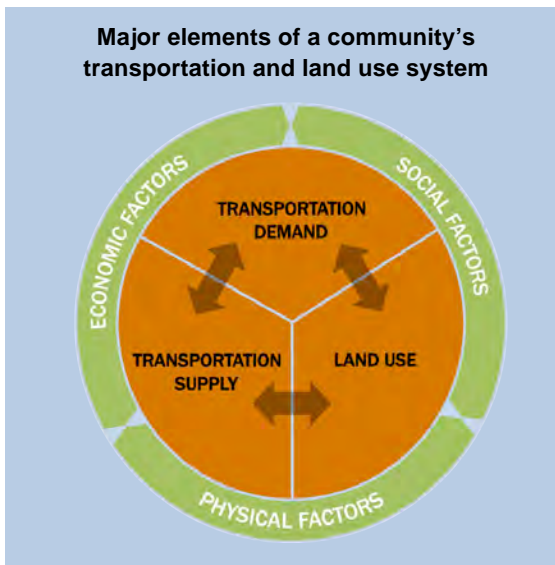 Major elements of a community's
transportation and land use system
ECONOMIC FACTORS
SOCIAL FACTORS
TRANSPORTATION
DEMAND
TRANSPORTATION
SUPPLY
LAND USE
PHYSICAL FACTORS